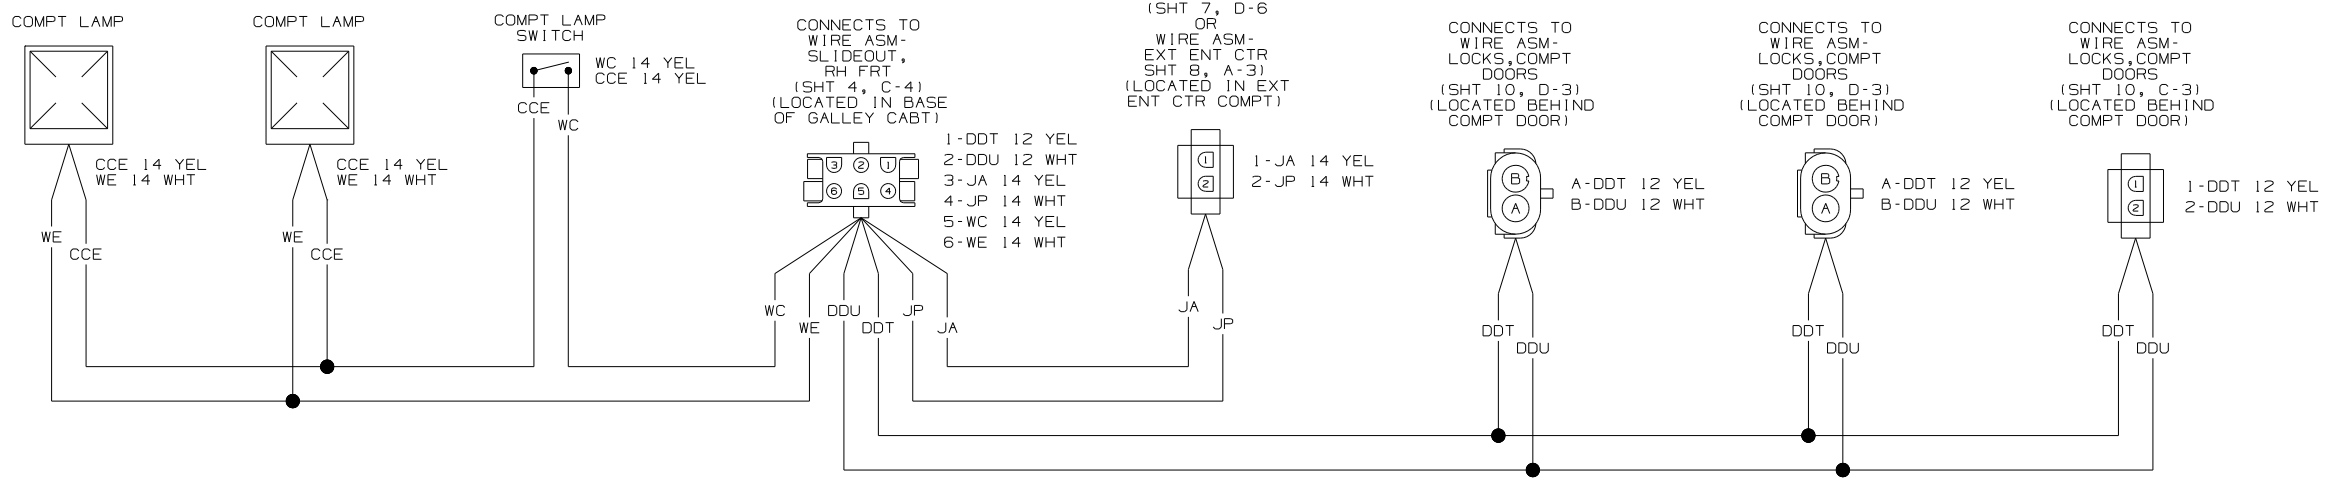 COMPT LAMP
CCE 14 YEL
WE 14 WHT
WE
CCE
COMPT LAMP
CCE 14 YEL
WE 14 WHT
WE
CCE
COMPT LAMP
SWITCH
WC 14 YEL
CCE 14 YEL
CCE
WC
CONNECTS TO
WIRE ASM-
SLIDEOUT,
RH FRT
(SHT 4, C-4)
(LOCATED IN BASE
OF GALLEY CABT)
3 2 1
6 5 4
1-DDT 12 YEL
2-DDU 12 WHT
3-JA 14 YEL
4-JP 14 WHT
5-WC 14 YEL
6-WE 14 WHT
WC
WE
DDU
DDT
JP
JA
(SHT 7, D-6
OR
WIRE ASM-
EXT ENT CTR
SHT 8, A-3)
(LOCATED IN EXT
ENT CTR COMPT)
1
2
1-JA 14 YEL
2-JP 14 WHT
JA
JP
CONNECTS TO
WIRE ASM-
LOCKS,COMPT
DOORS
(SHT 10, D-3)
(LOCATED BEHIND
COMPT DOOR)
B
A
A-DDT 12 YEL
B-DDU 12 WHT
DDT
DDU
CONNECTS TO
WIRE ASM-
LOCKS,COMPT
DOORS
(SHT 10, D-3)
(LOCATED BEHIND
COMPT DOOR)
B
A
A-DDT 12 YEL
B-DDU 12 WHT
DDT
DDU
CONNECTS TO
WIRE ASM-
LOCKS,COMPT
DOORS
(SHT 10, C-3)
(LOCATED BEHIND
COMPT DOOR)
1
2
1-DDT 12 YEL
2-DDU 12 WHT
DDT
DDU